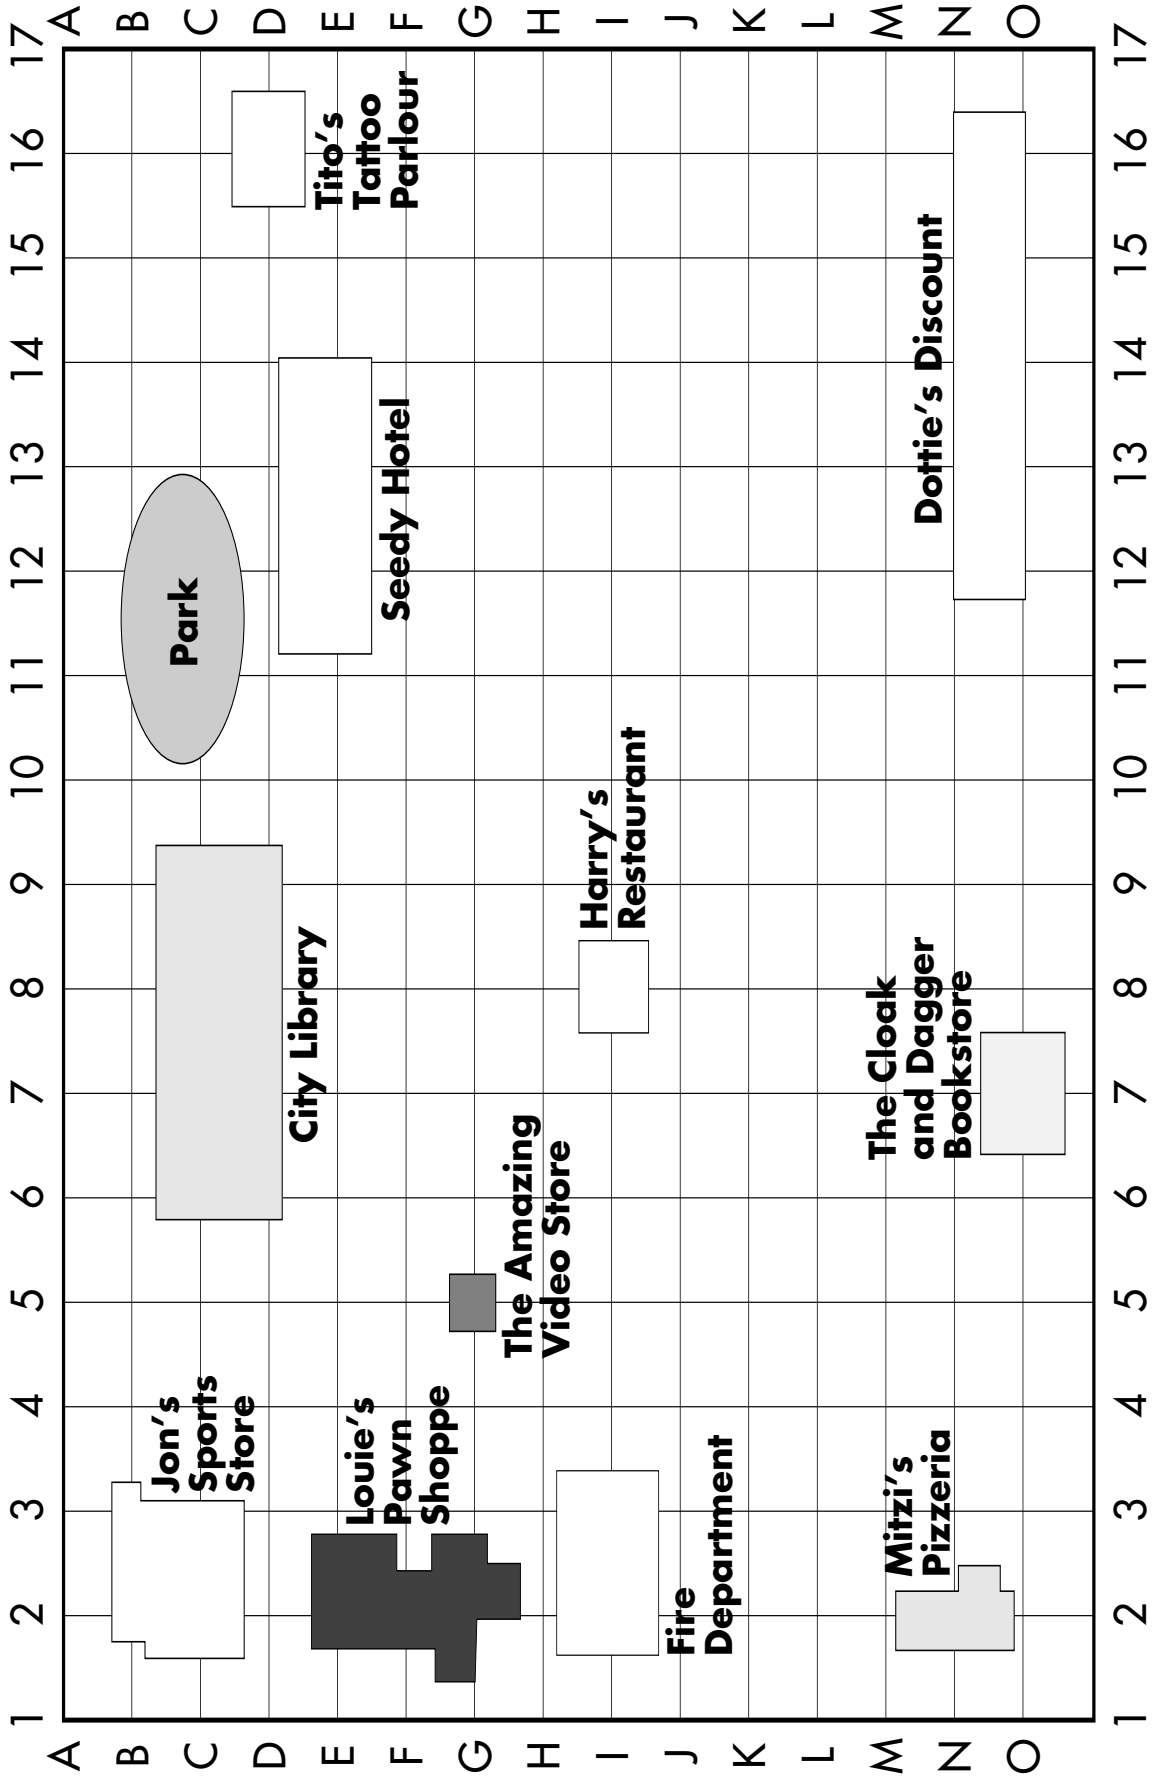 1 2 3 4 5 6 7 8 9 10 11 12 13 14 15 16 17
A
B
C
D
E
F
G
H
I
J
K
L
M
N
O
Jon's
Sports
Store
City Library
Park
Tito's
Tattoo
Parlour
Louie's
Pawn
Shoppe
Seedy Hotel
The Amazing
Video Store
Harry's
Restaurant
Fire
Department
Mitzi's
Pizzeria
The Cloak
and Dagger
Bookstore
Dottie's Discount
A
B
C
D
E
F
G
H
I
J
K
L
M
N
O
1 2 3 4 5 6 7 8 9 10 11 12 13 14 15 16 17